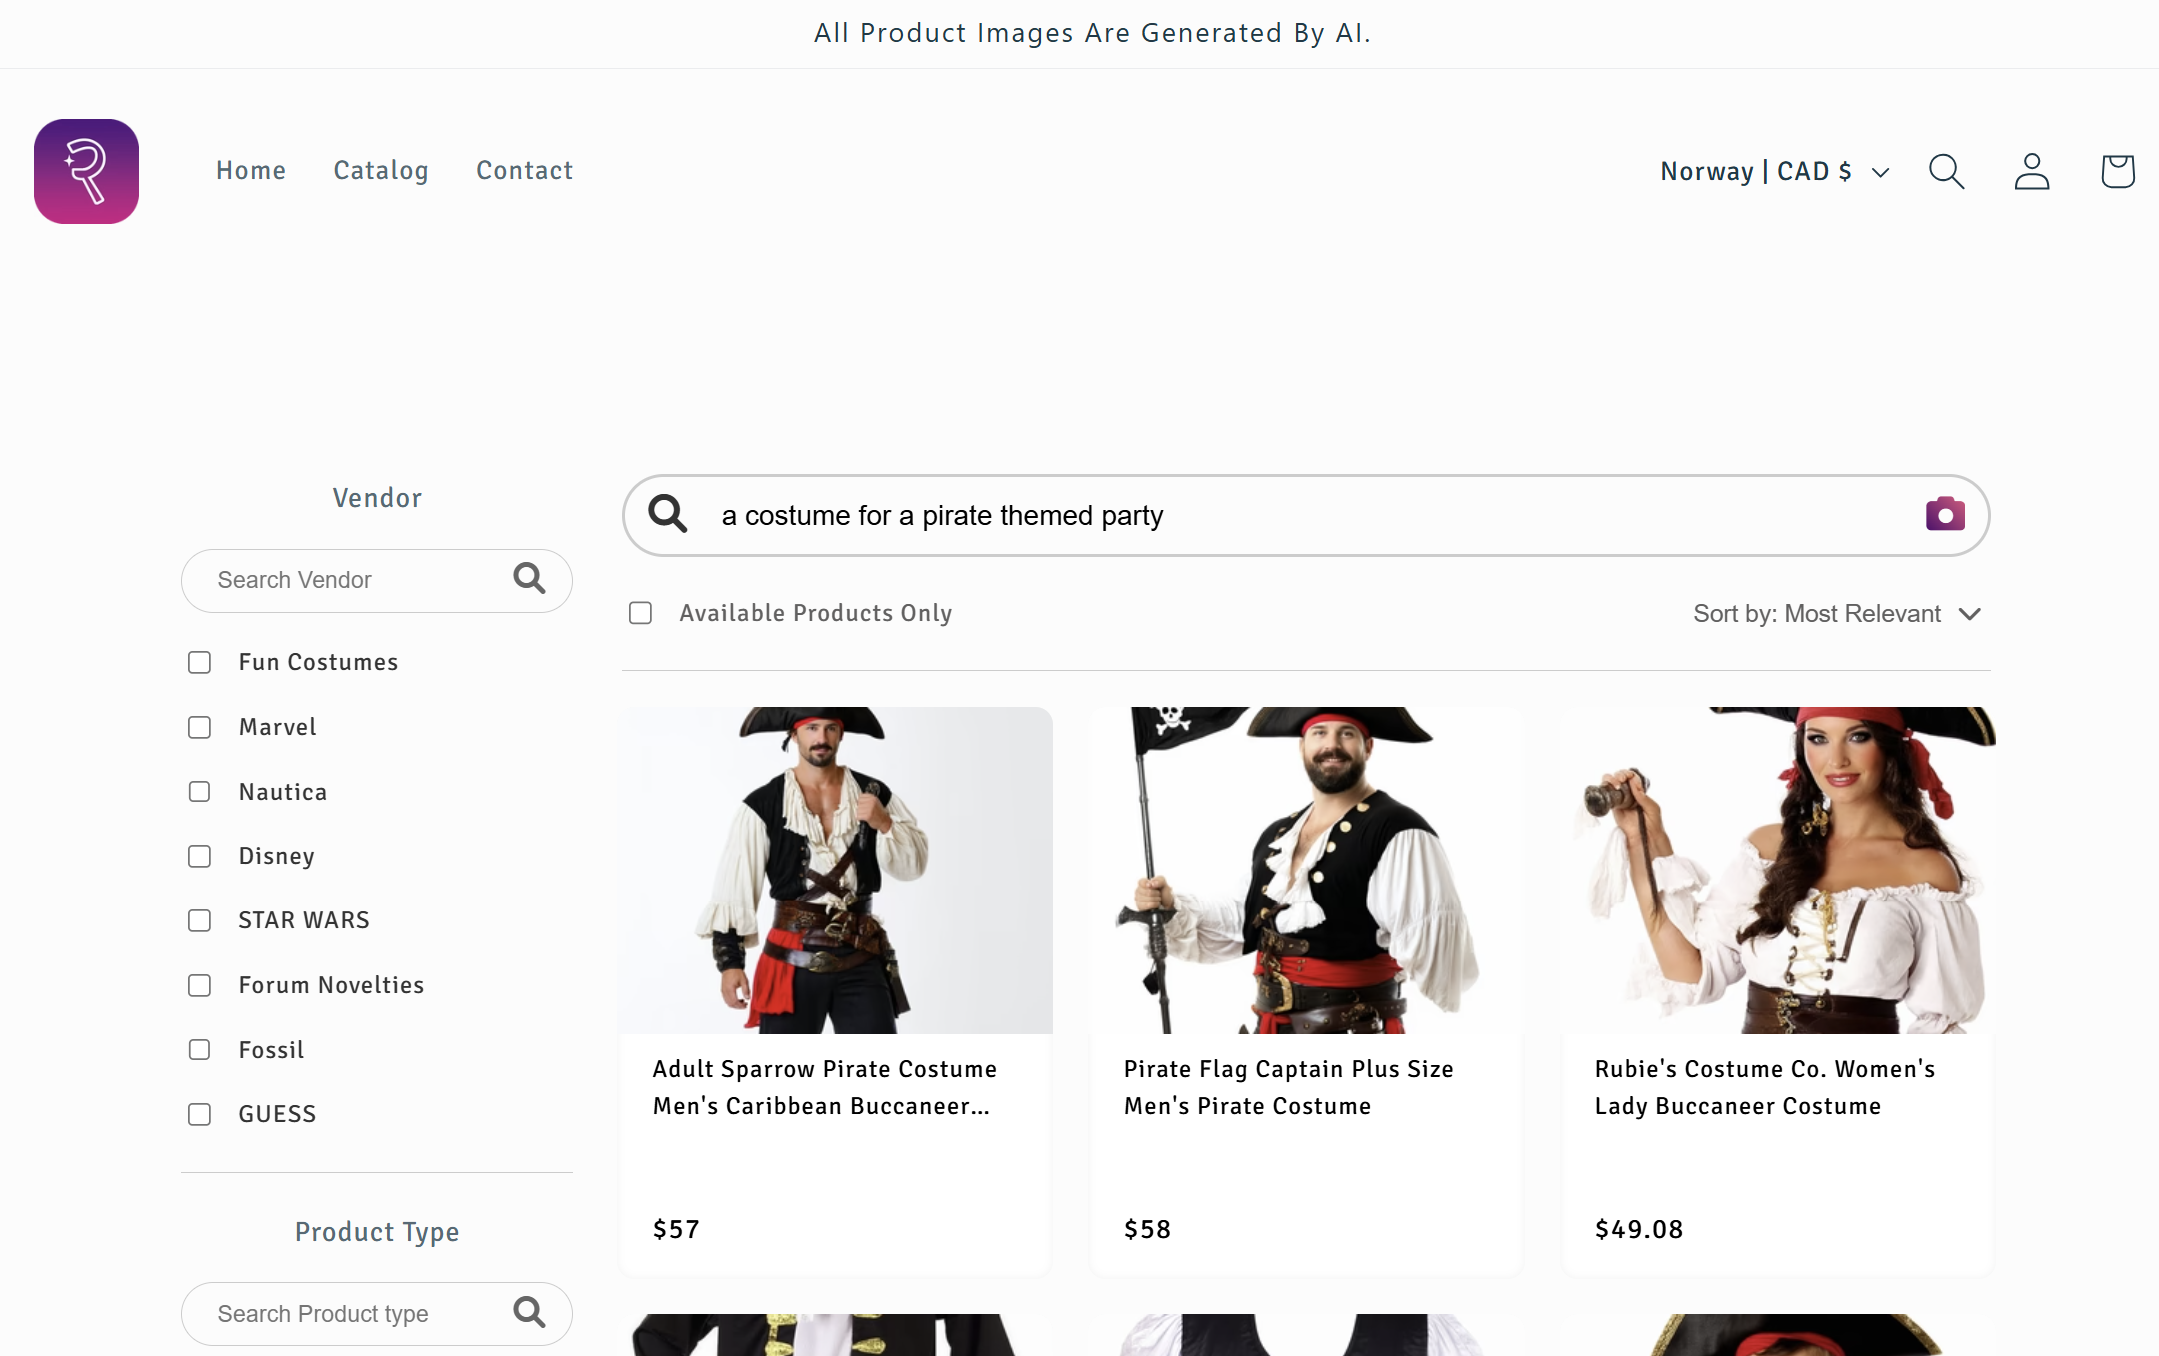 All Product Images Are Generated By AI.
Home
Catalog
Contact
Norway | CAD $
Vendor
Search Vendor
Fun Costumes
Marvel
Nautica
Disney
STAR WARS
Forum Novelties
Fossil
GUESS
Product Type
Search Product type
a costume for a pirate themed party
Available Products Only
Sort by: Most Relevant
Adult Sparrow Pirate Costume
Men's Caribbean Buccaneer...
$57
Pirate Flag Captain Plus Size
Men's Pirate Costume
$58
Rubie's Costume Co. Women's
Lady Buccaneer Costume
$49.08